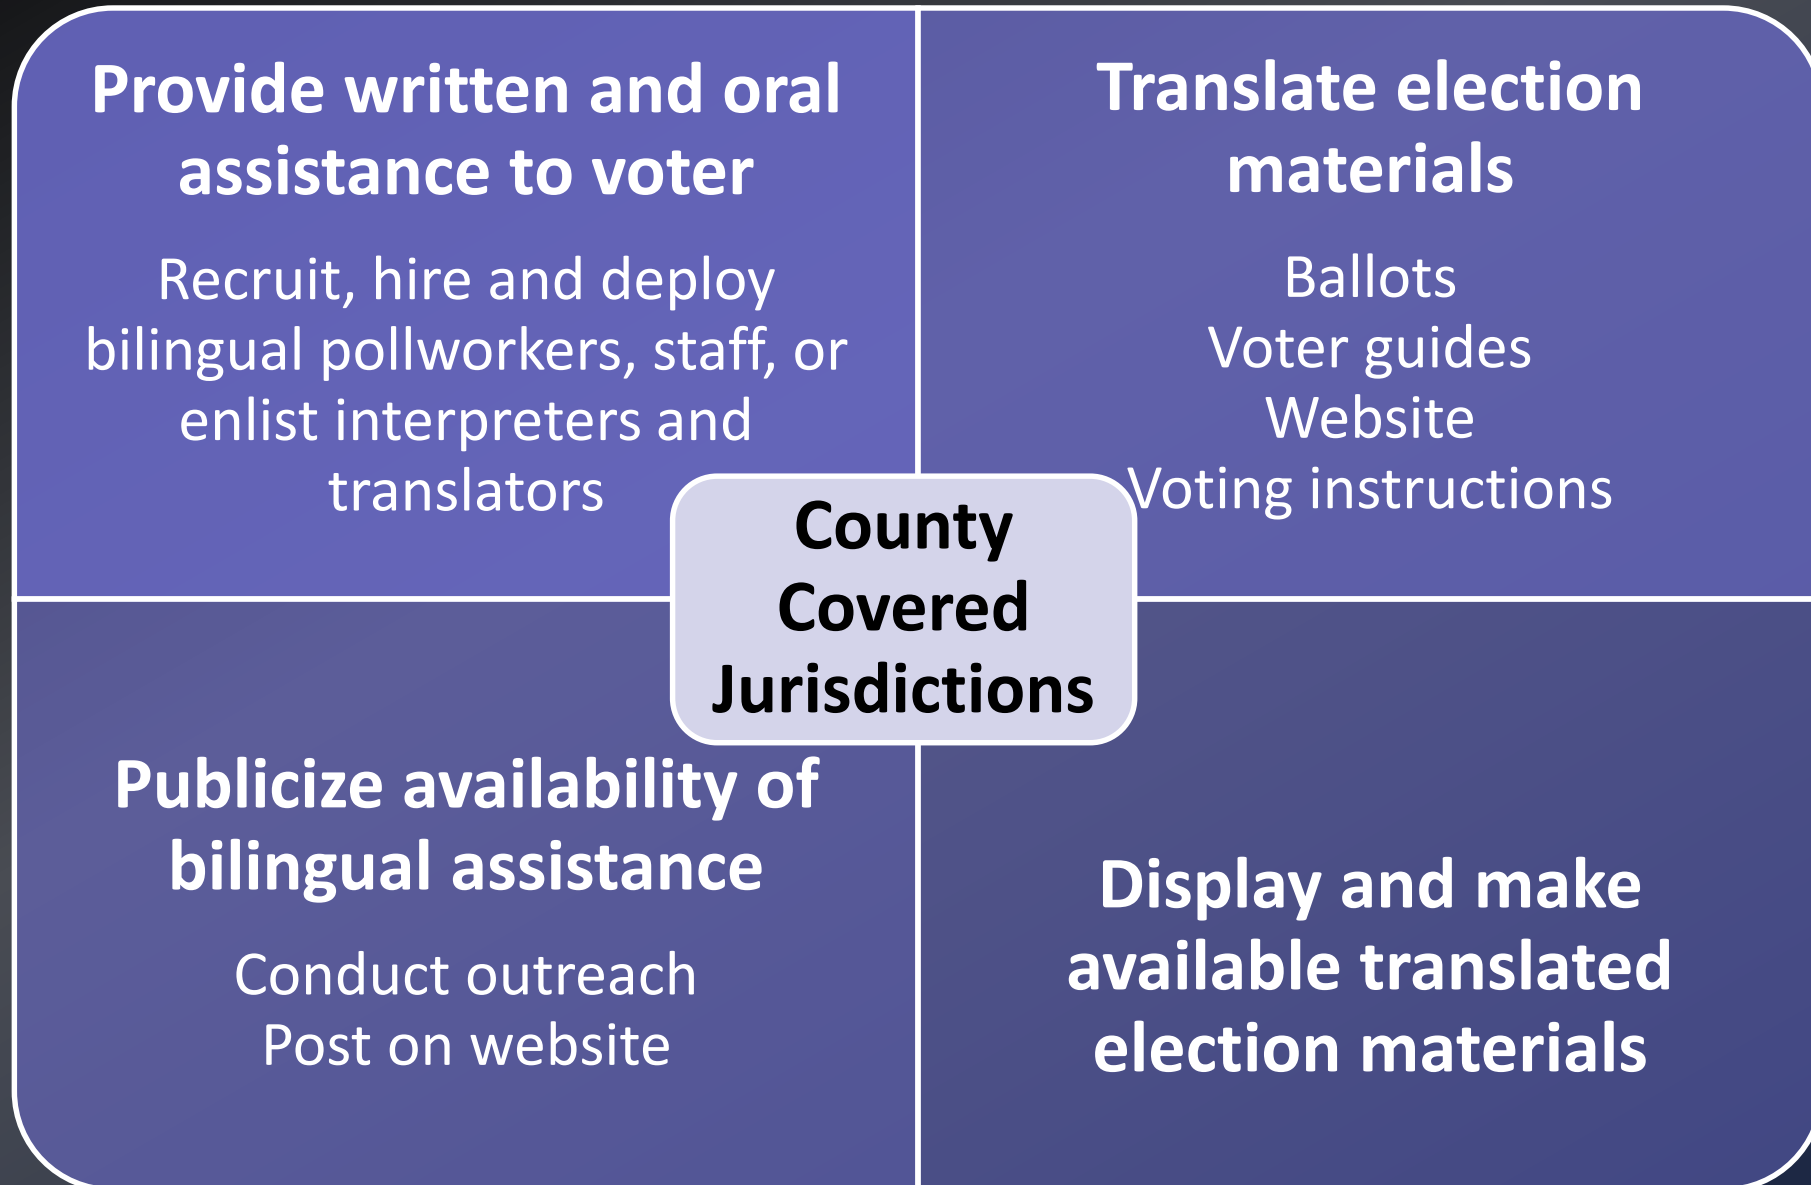 Provide written and oral
assistance to voter
Recruit, hire and deploy
bilingual pollworkers, staff, or
enlist interpreters and
translators
Translate election
materials
Ballots
Voter guides
Website
Voting instructions
County
Covered
Jurisdictions
Publicize availability of
bilingual assistance
Conduct outreach
Post on website
Display and make
available translated
election materials